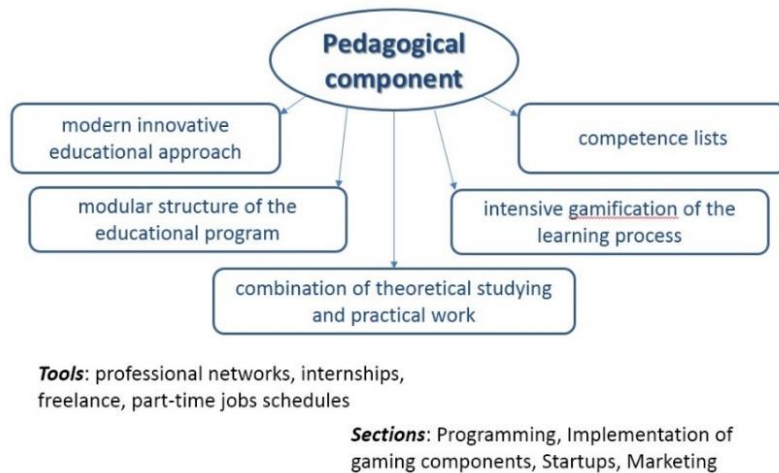 Pedagogical
component
modern innovative
educational approach
competence lists
modular structure of the
educational program
intensive gamification of the
learning process
combination of theoretical studying
and practical work
Tools: professional networks, internships,
freelance, part-time jobs schedules
Sections: Programming, Implementation of
gaming components, Startups, Marketing